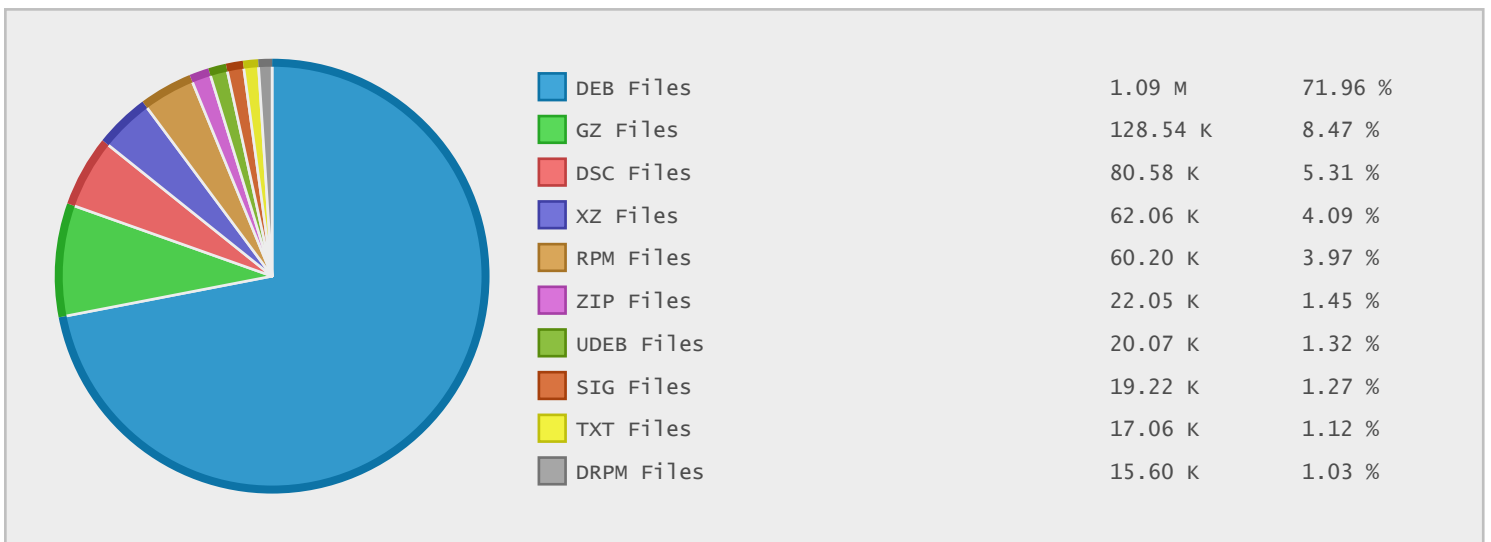 DEB Files 1.09 M 71.96 %
GZ Files 128.54 K 8.47 %
DSC Files 80.58 K 5.31 %
XZ Files 62.06 K 4.09 %
RPM Files 60.20 K 3.97 %
ZIP Files 22.05 K 1.45 %
UDEB Files 20.07 K 1.32 %
SIG Files 19.22 K 1.27 %
TXT Files 17.06 K 1.12 %
DRPM Files 15.60 K 1.03 %